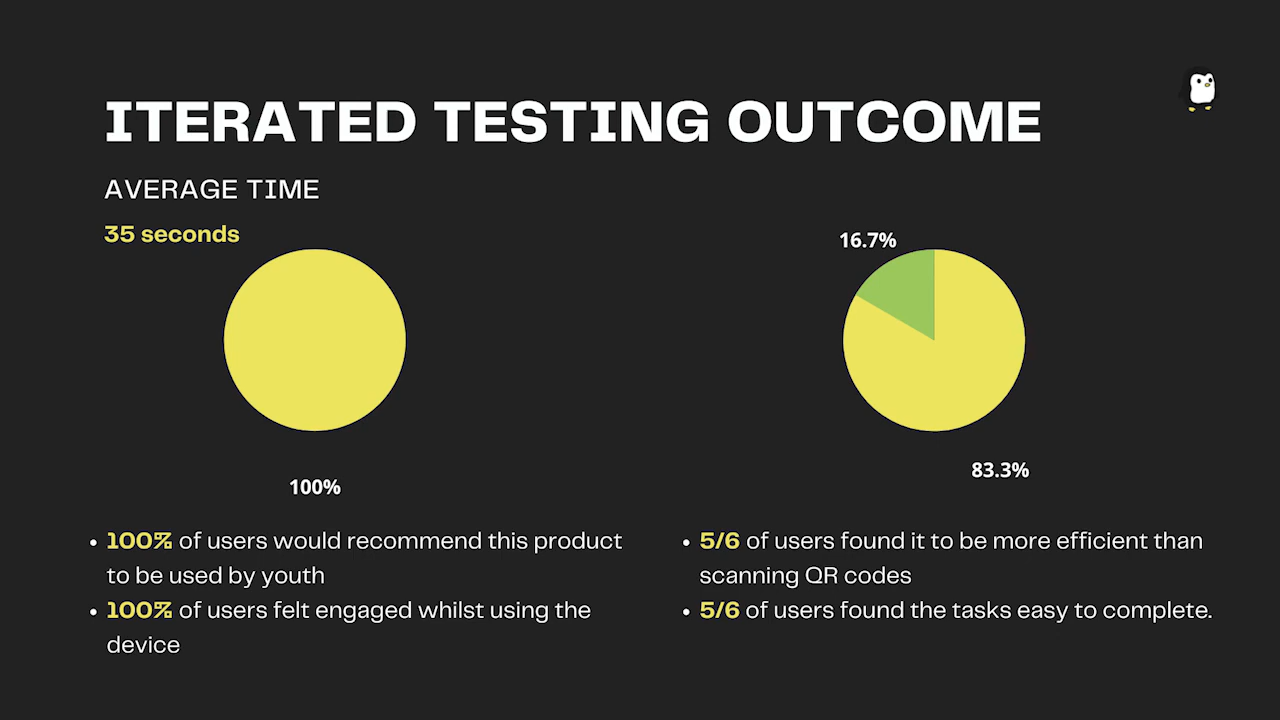 ITERATED TESTING OUTCOME
AVERAGE TIME
35 seconds
100%
• 100% of users would recommend this product
to be used by youth
• 100% of users felt engaged whilst using the
device
16.7%
83.3%
• 5/6 of users found it to be more efficient than
scanning QR codes
• 5/6 of users found the tasks easy to complete.